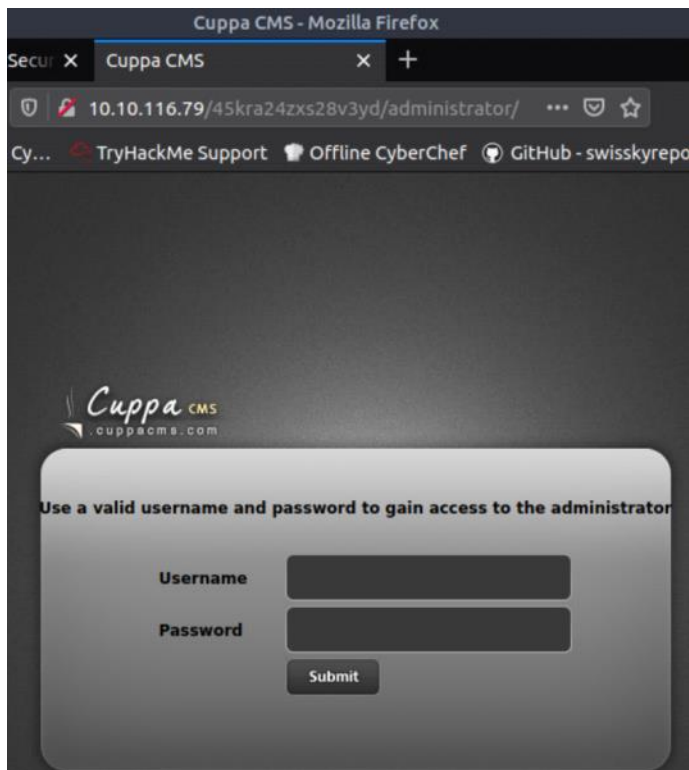 Cuppa CMS - Mozilla Firefox
Secur × Cuppa CMS × +
10.10.116.79/45kra24zxs28v3yd/administrator/ ...
Cy... TryHackMe Support Offline CyberChef GitHub - swisskyrepo
Cuppa CMS
.cuppacms.com
Use a valid username and password to gain access to the administrator
Username
Password
Submit